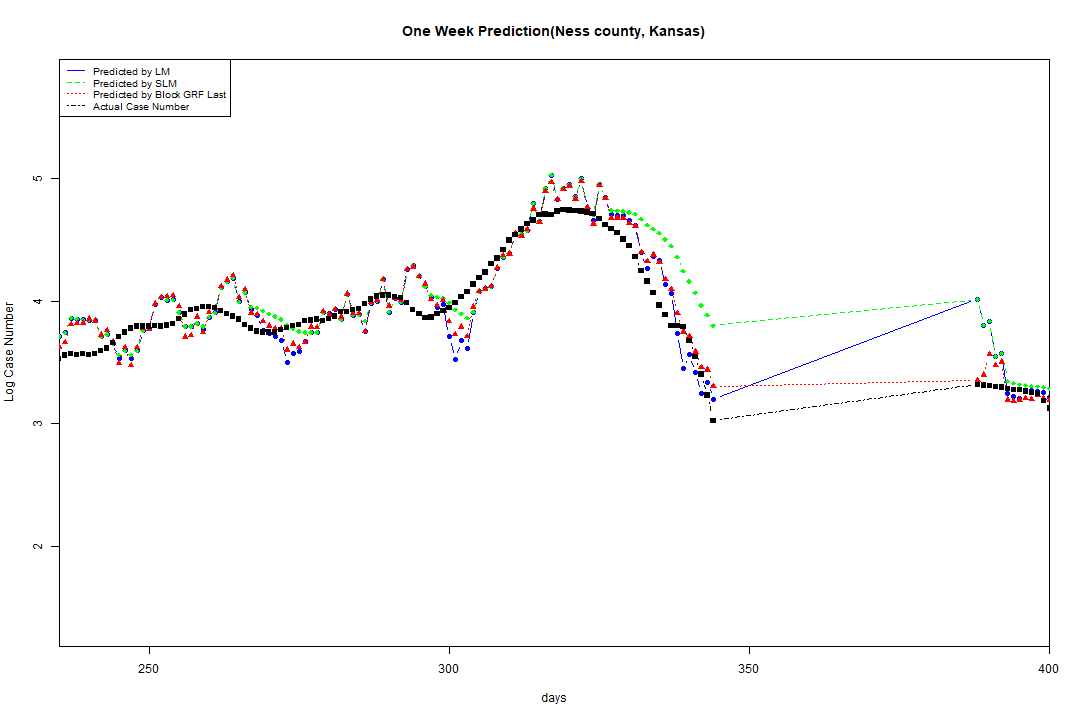 One Week Prediction(Ness county, Kansas)
Predicted by LM
Predicted by SLM
Predicted by Block GRF Last
Actual Case Number
5
4
3
2
Log Case Number
250
300
350
400
days